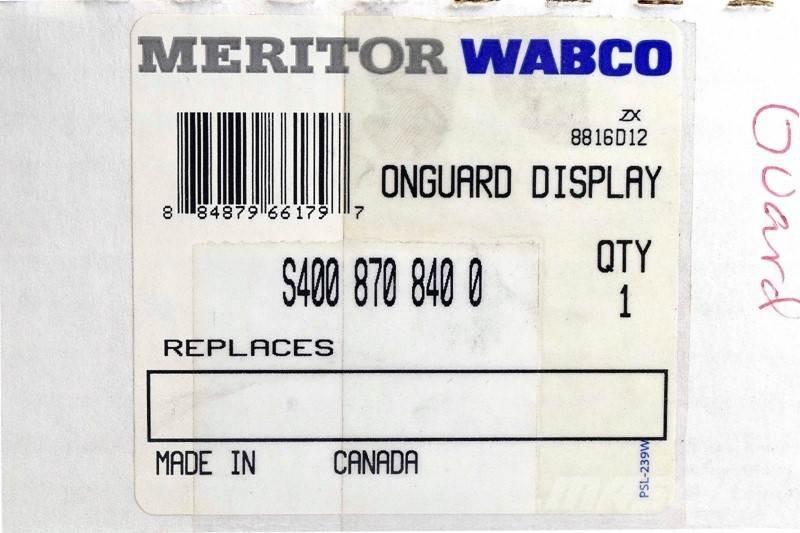 MERITOR WABCO
ZX
8816D12
8 84879 66179 7
ONGUARD DISPLAY
S400 870 840 0
QTY
1
REPLACES
MADE IN CANADA
PSL-239W
Guard